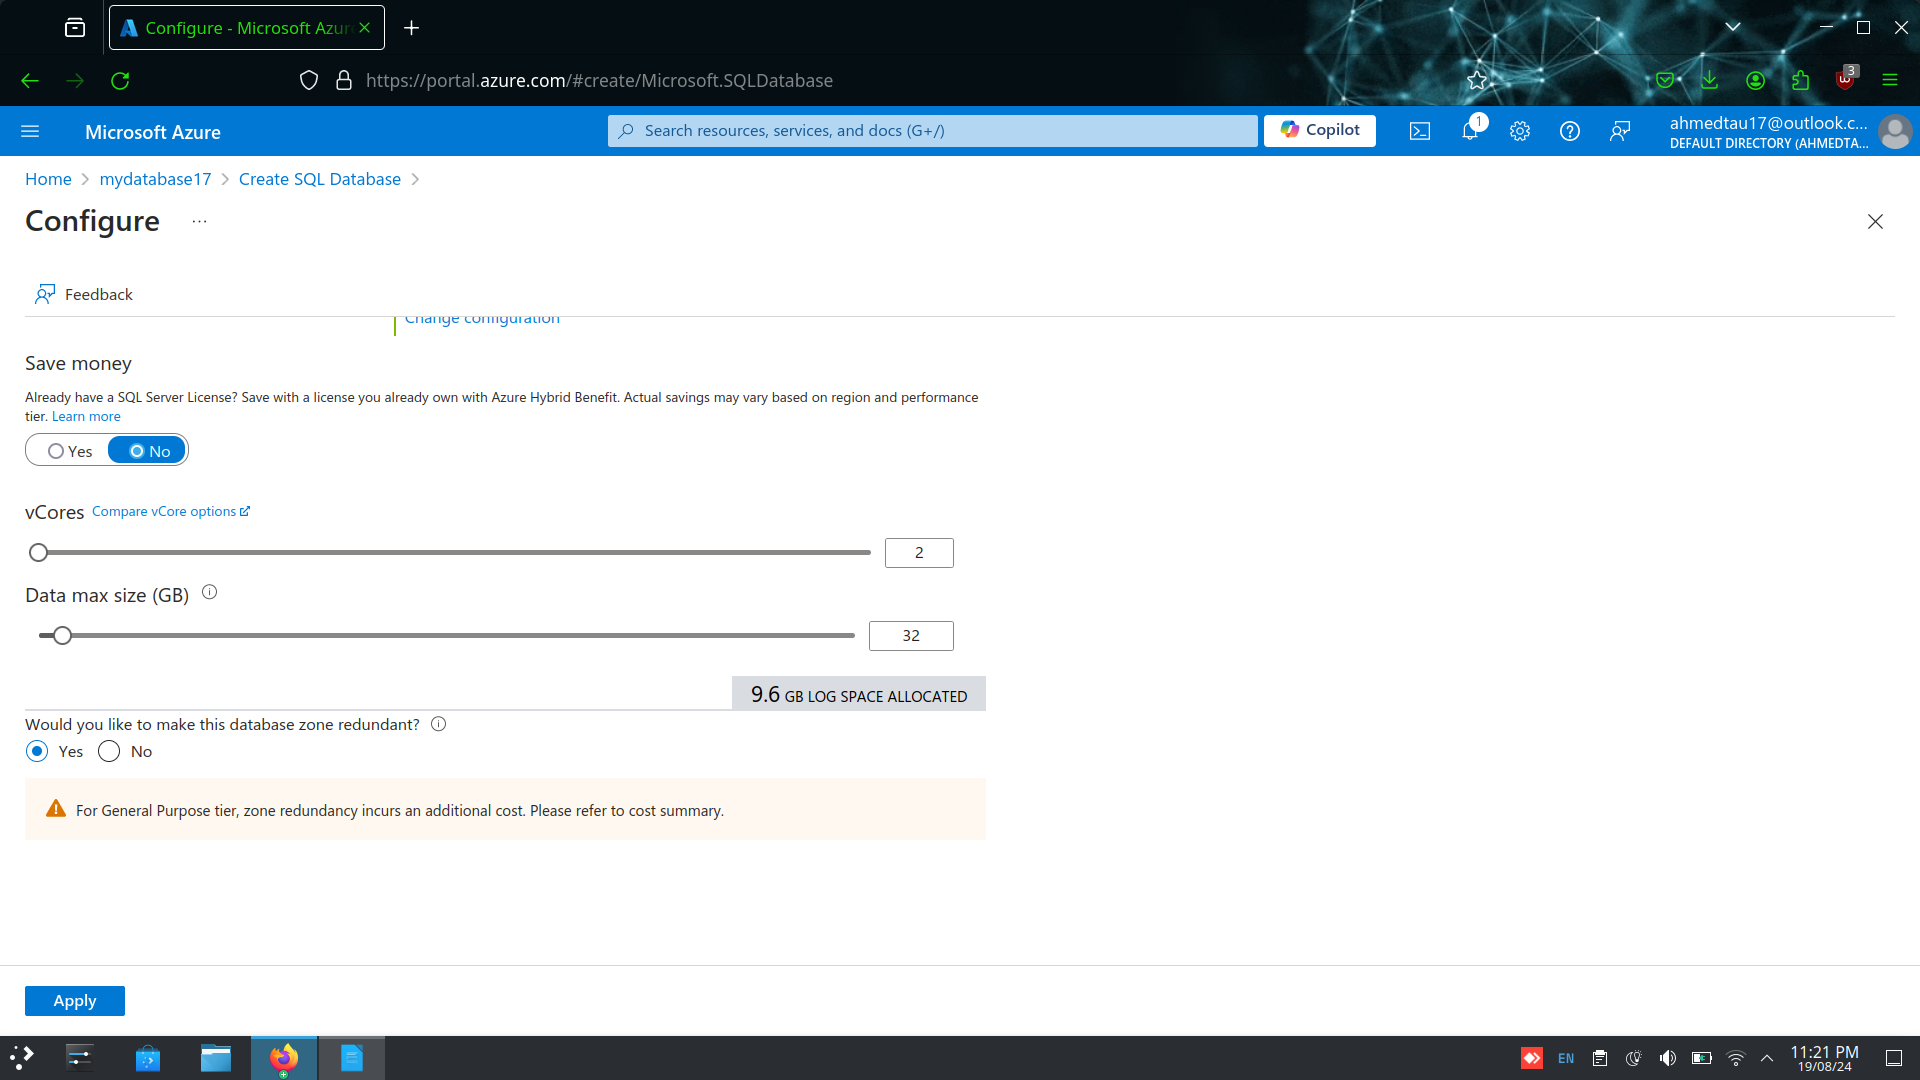 Configure - Microsoft Azur
https://portal.azure.com/#create/Microsoft.SQLDatabase
3
Microsoft Azure
Search resources, services, and docs (G+/)
Copilot
1
ahmedtau17@outlook.c...
DEFAULT DIRECTORY (AHMEDTA...
Home > mydatabase17 > Create SQL Database >
Configure ...
Feedback
Change configuration
Save money
Already have a SQL Server License? Save with a license you already own with Azure Hybrid Benefit. Actual savings may vary based on region and performance
tier. Learn more
Yes No
vCores Compare vCore options
2
Data max size (GB)
32
9.6 GB LOG SPACE ALLOCATED
Would you like to make this database zone redundant?
Yes No
For General Purpose tier, zone redundancy incurs an additional cost. Please refer to cost summary.
Apply
EN
11:21 PM
19/08/24